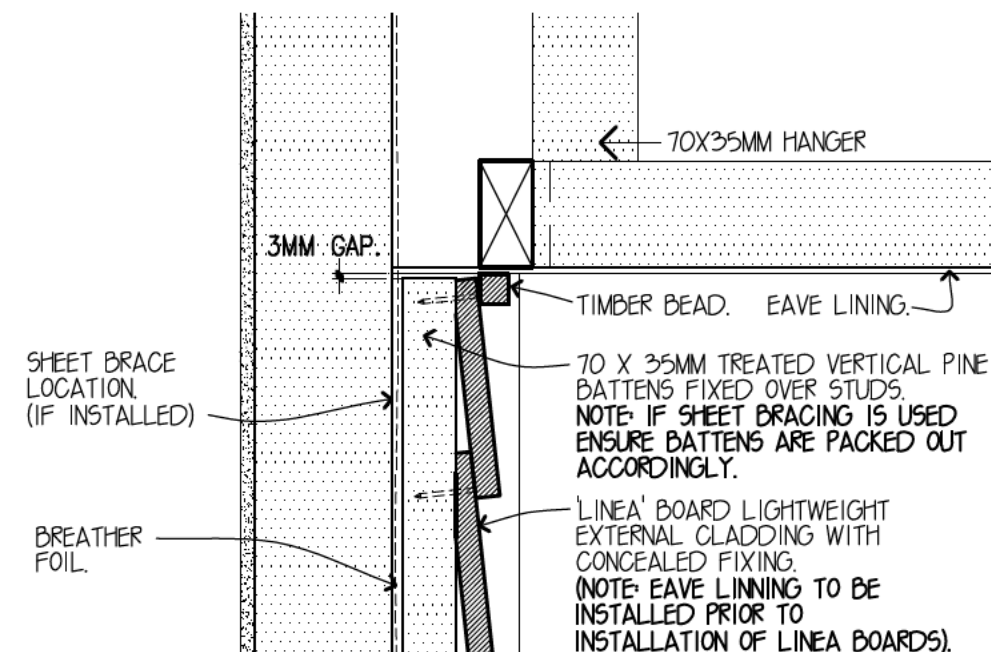 70X35MM HANGER
3MM GAP.
TIMBER BEAD.
EAVE LINING.
SHEET BRACE
LOCATION.
(IF INSTALLED)
70 X 35MM TREATED VERTICAL PINE
BATTENS FIXED OVER STUDS.
NOTE: IF SHEET BRACING IS USED
ENSURE BATTENS ARE PACKED OUT
ACCORDINGLY.
BREATHER
FOIL.
'LINEA' BOARD LIGHTWEIGHT
EXTERNAL CLADDING WITH
CONCEALED FIXING.
(NOTE: EAVE LINNING TO BE
INSTALLED PRIOR TO
INSTALLATION OF LINEA BOARDS).